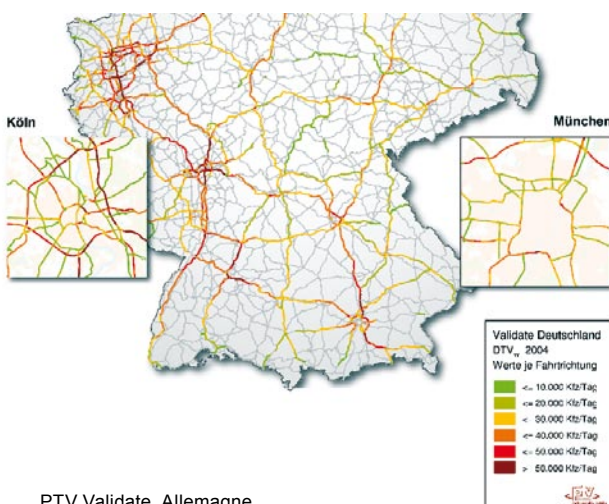 Köln
München
Validate Deutschland
DTVw 2004
Werte je Fahrtrichtung
<= 10.000 Kfz/Tag
<= 20.000 Kfz/Tag
< 30.000 Kfz/Tag
<= 40.000 Kfz/Tag
<= 50.000 Kfz/Tag
> 50.000 Kfz/Tag
PTV
PTV Validate, Allemagne